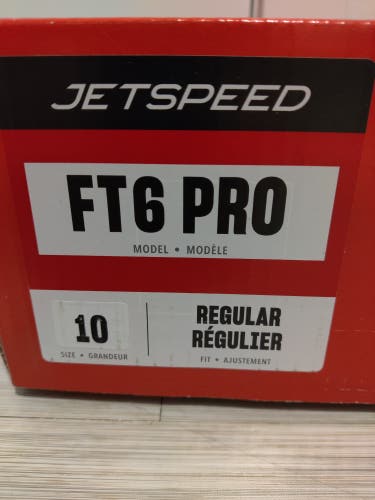 JETSPEED
FT6 PRO
MODEL • MODÈLE
10
SIZE • GRANDEUR
REGULAR
RÉGULIER
FIT • AJUSTEMENT